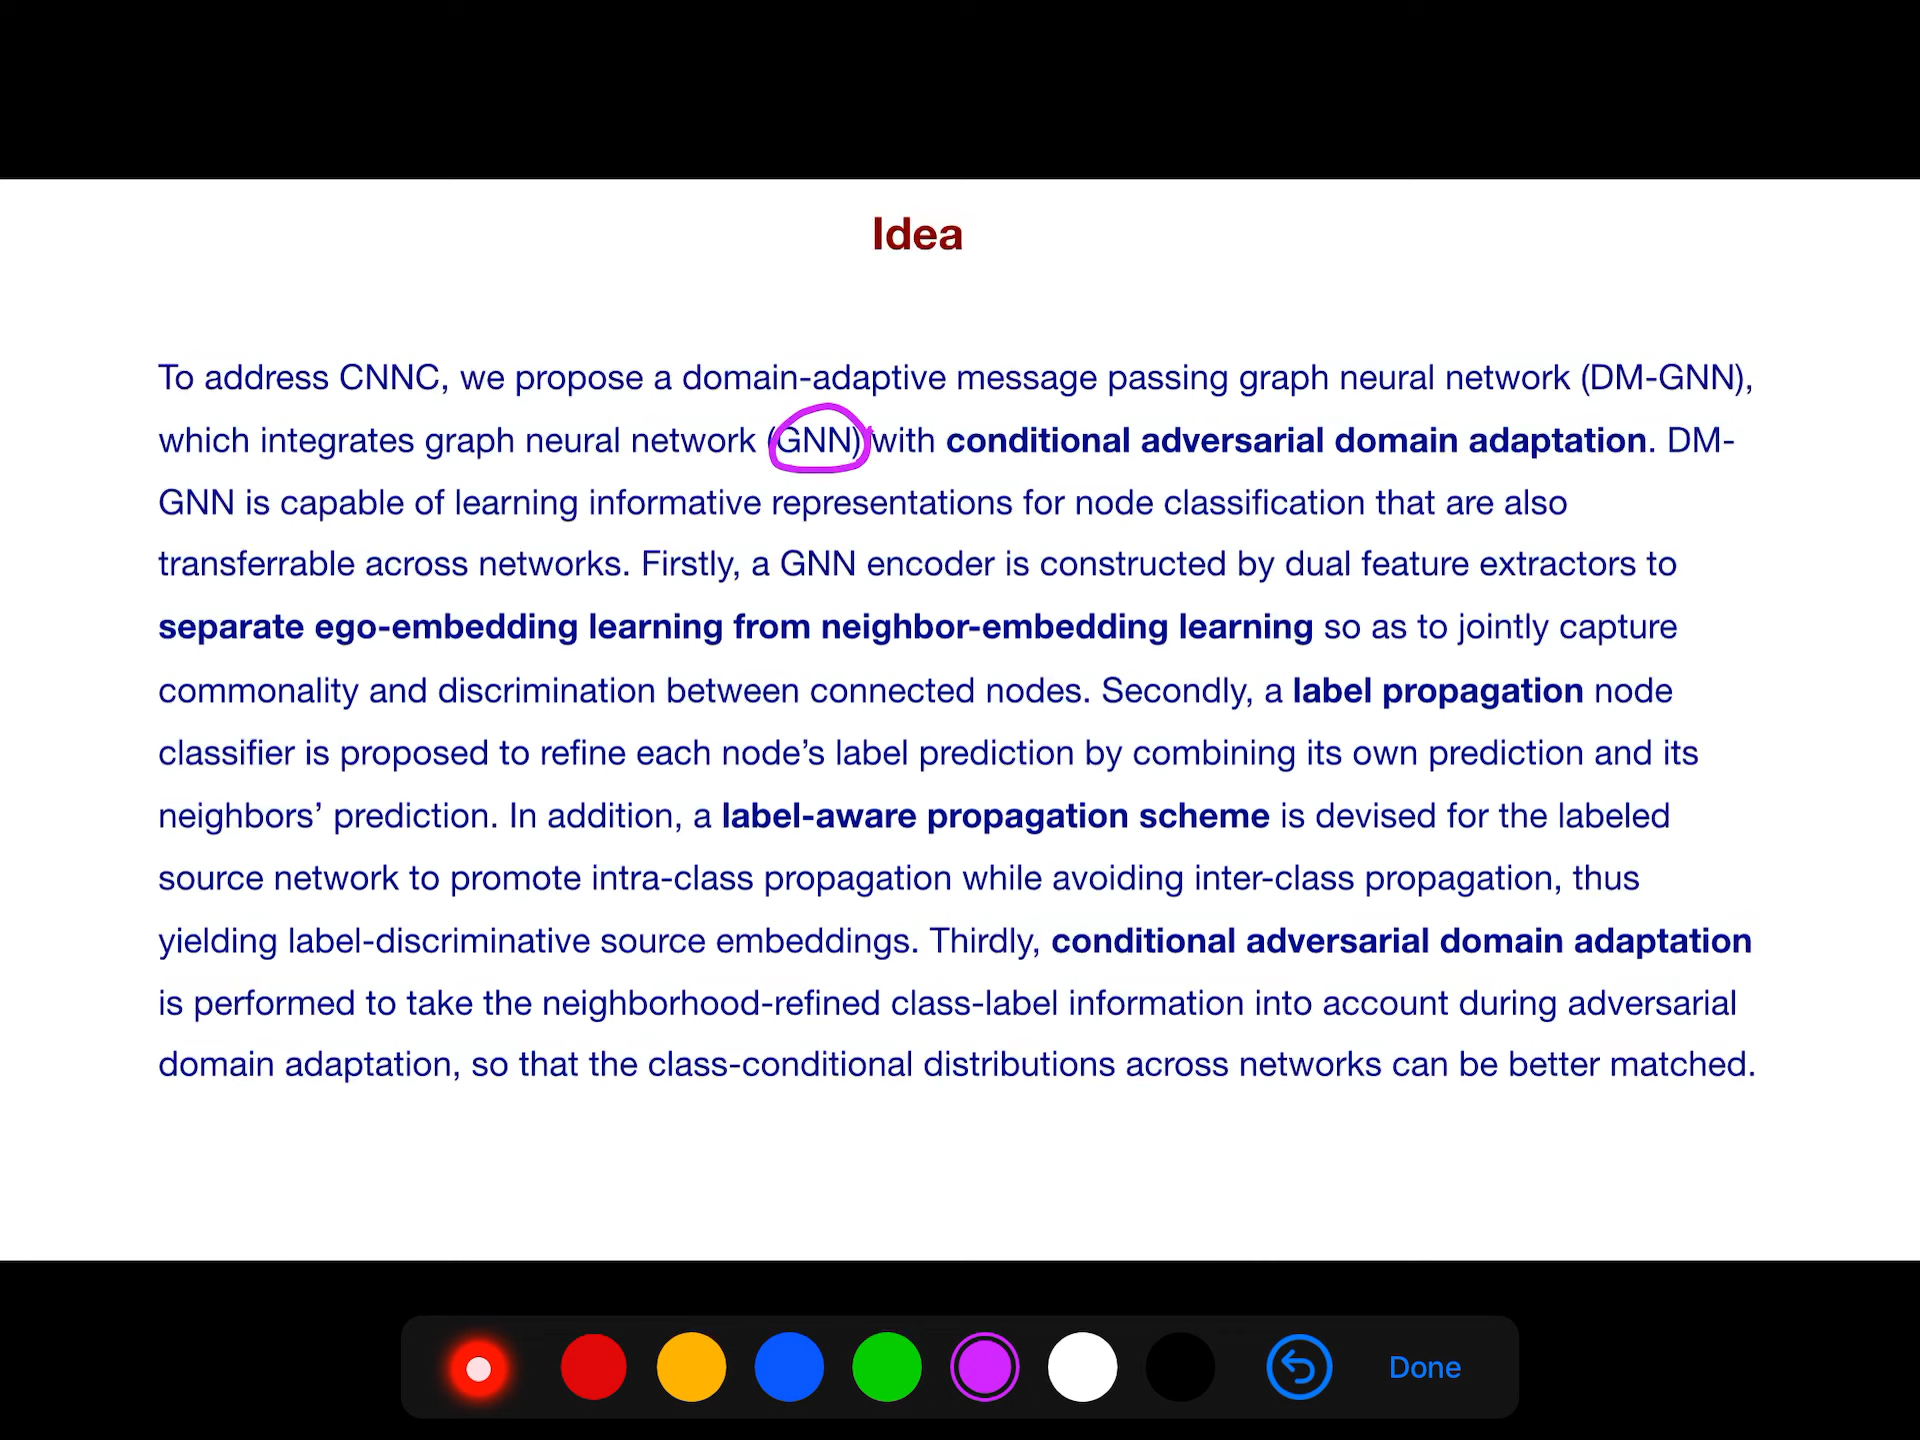 Idea
To address CNNC, we propose a domain-adaptive message passing graph neural network (DM-GNN),
which integrates graph neural network (GNN) with conditional adversarial domain adaptation. DM-
GNN is capable of learning informative representations for node classification that are also
transferrable across networks. Firstly, a GNN encoder is constructed by dual feature extractors to
separate ego-embedding learning from neighbor-embedding learning so as to jointly capture
commonality and discrimination between connected nodes. Secondly, a label propagation node
classifier is proposed to refine each node’s label prediction by combining its own prediction and its
neighbors’ prediction. In addition, a label-aware propagation scheme is devised for the labeled
source network to promote intra-class propagation while avoiding inter-class propagation, thus
yielding label-discriminative source embeddings. Thirdly, conditional adversarial domain adaptation
is performed to take the neighborhood-refined class-label information into account during adversarial
domain adaptation, so that the class-conditional distributions across networks can be better matched.
Done